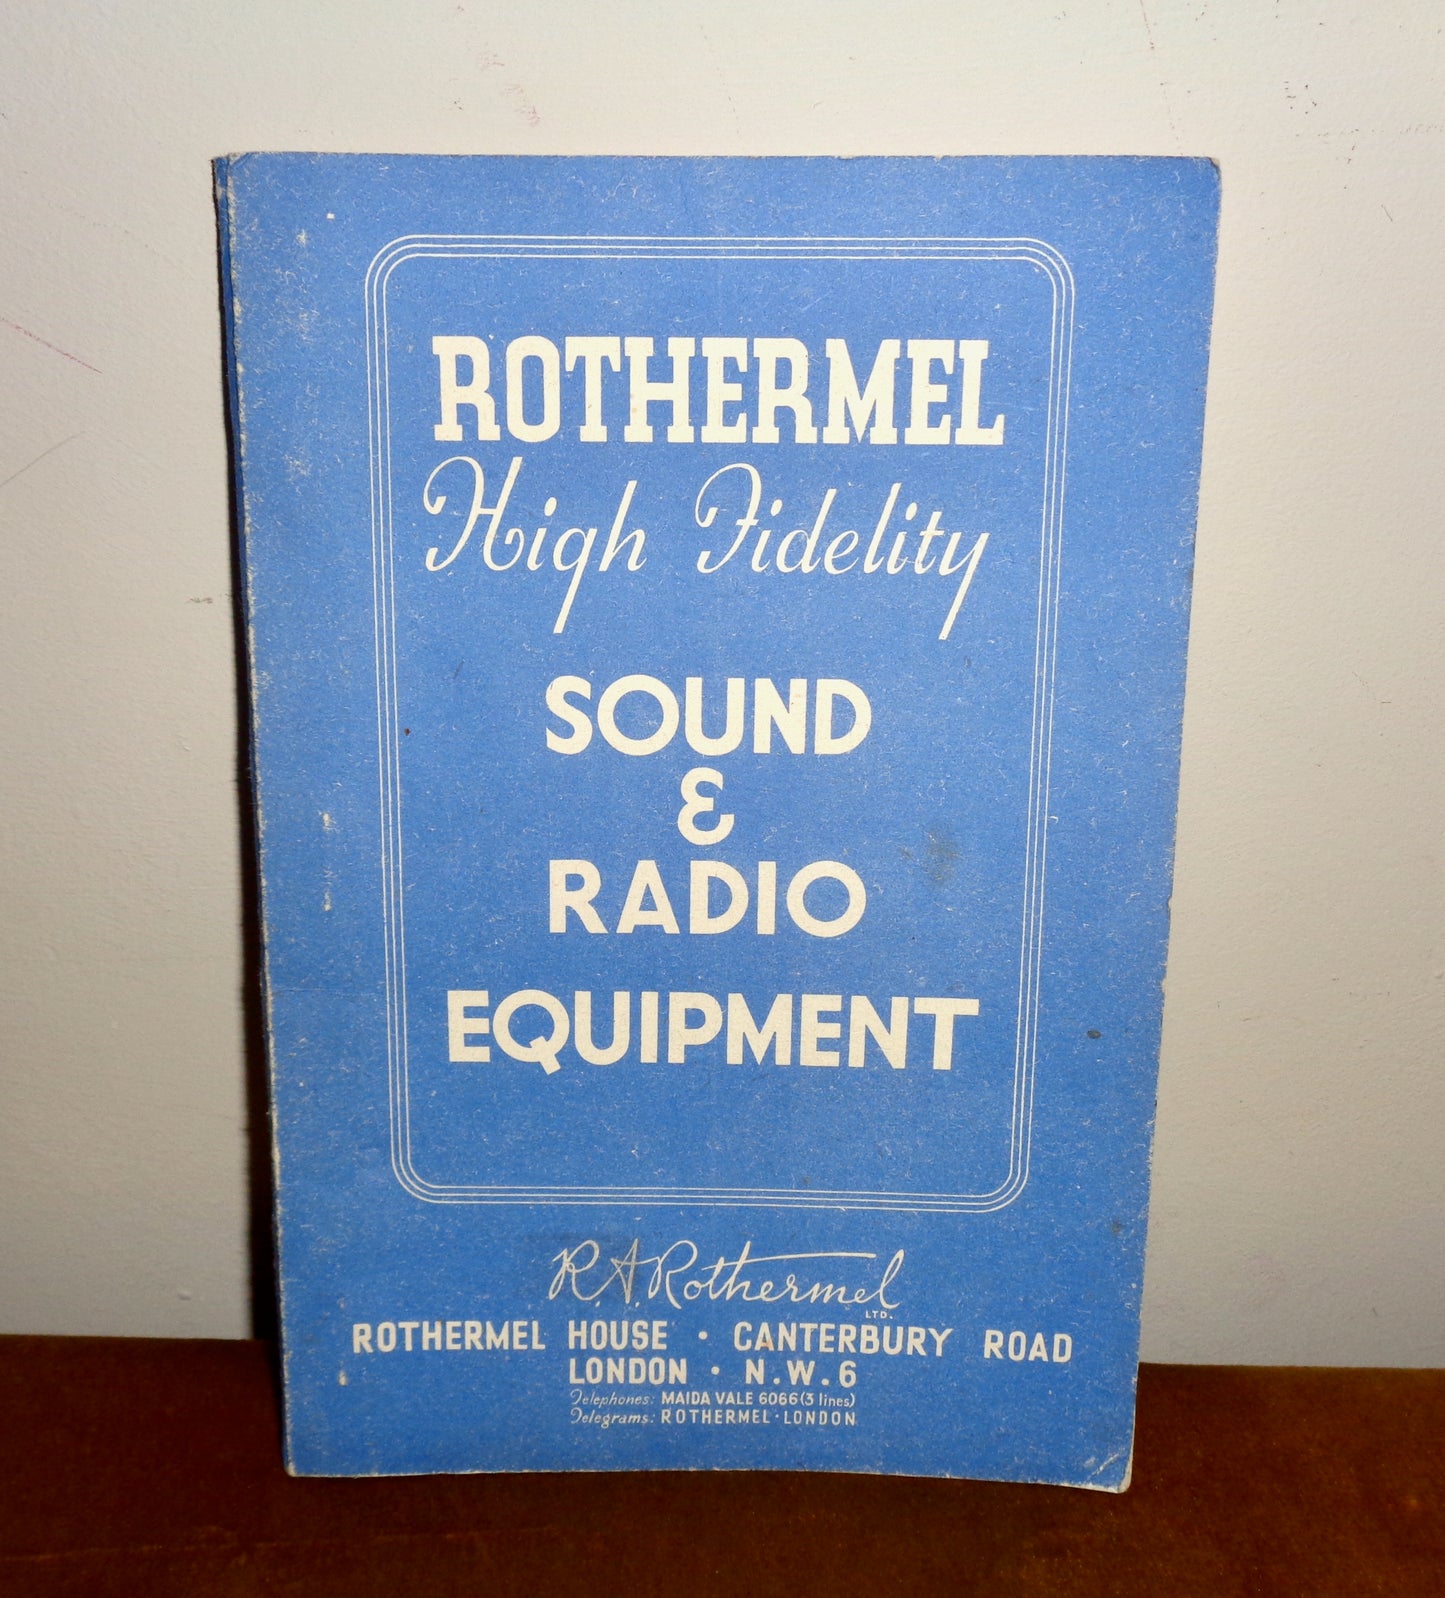 ROTHERMEL
High Fidelity
SOUND
&
RADIO
EQUIPMENT
R.A. Rothermel
LTD.
ROTHERMEL HOUSE · CANTERBURY ROAD
LONDON · N.W.6
Telephones: MAIDA VALE 6066 (3 lines)
Telegrams: ROTHERMEL · LONDON